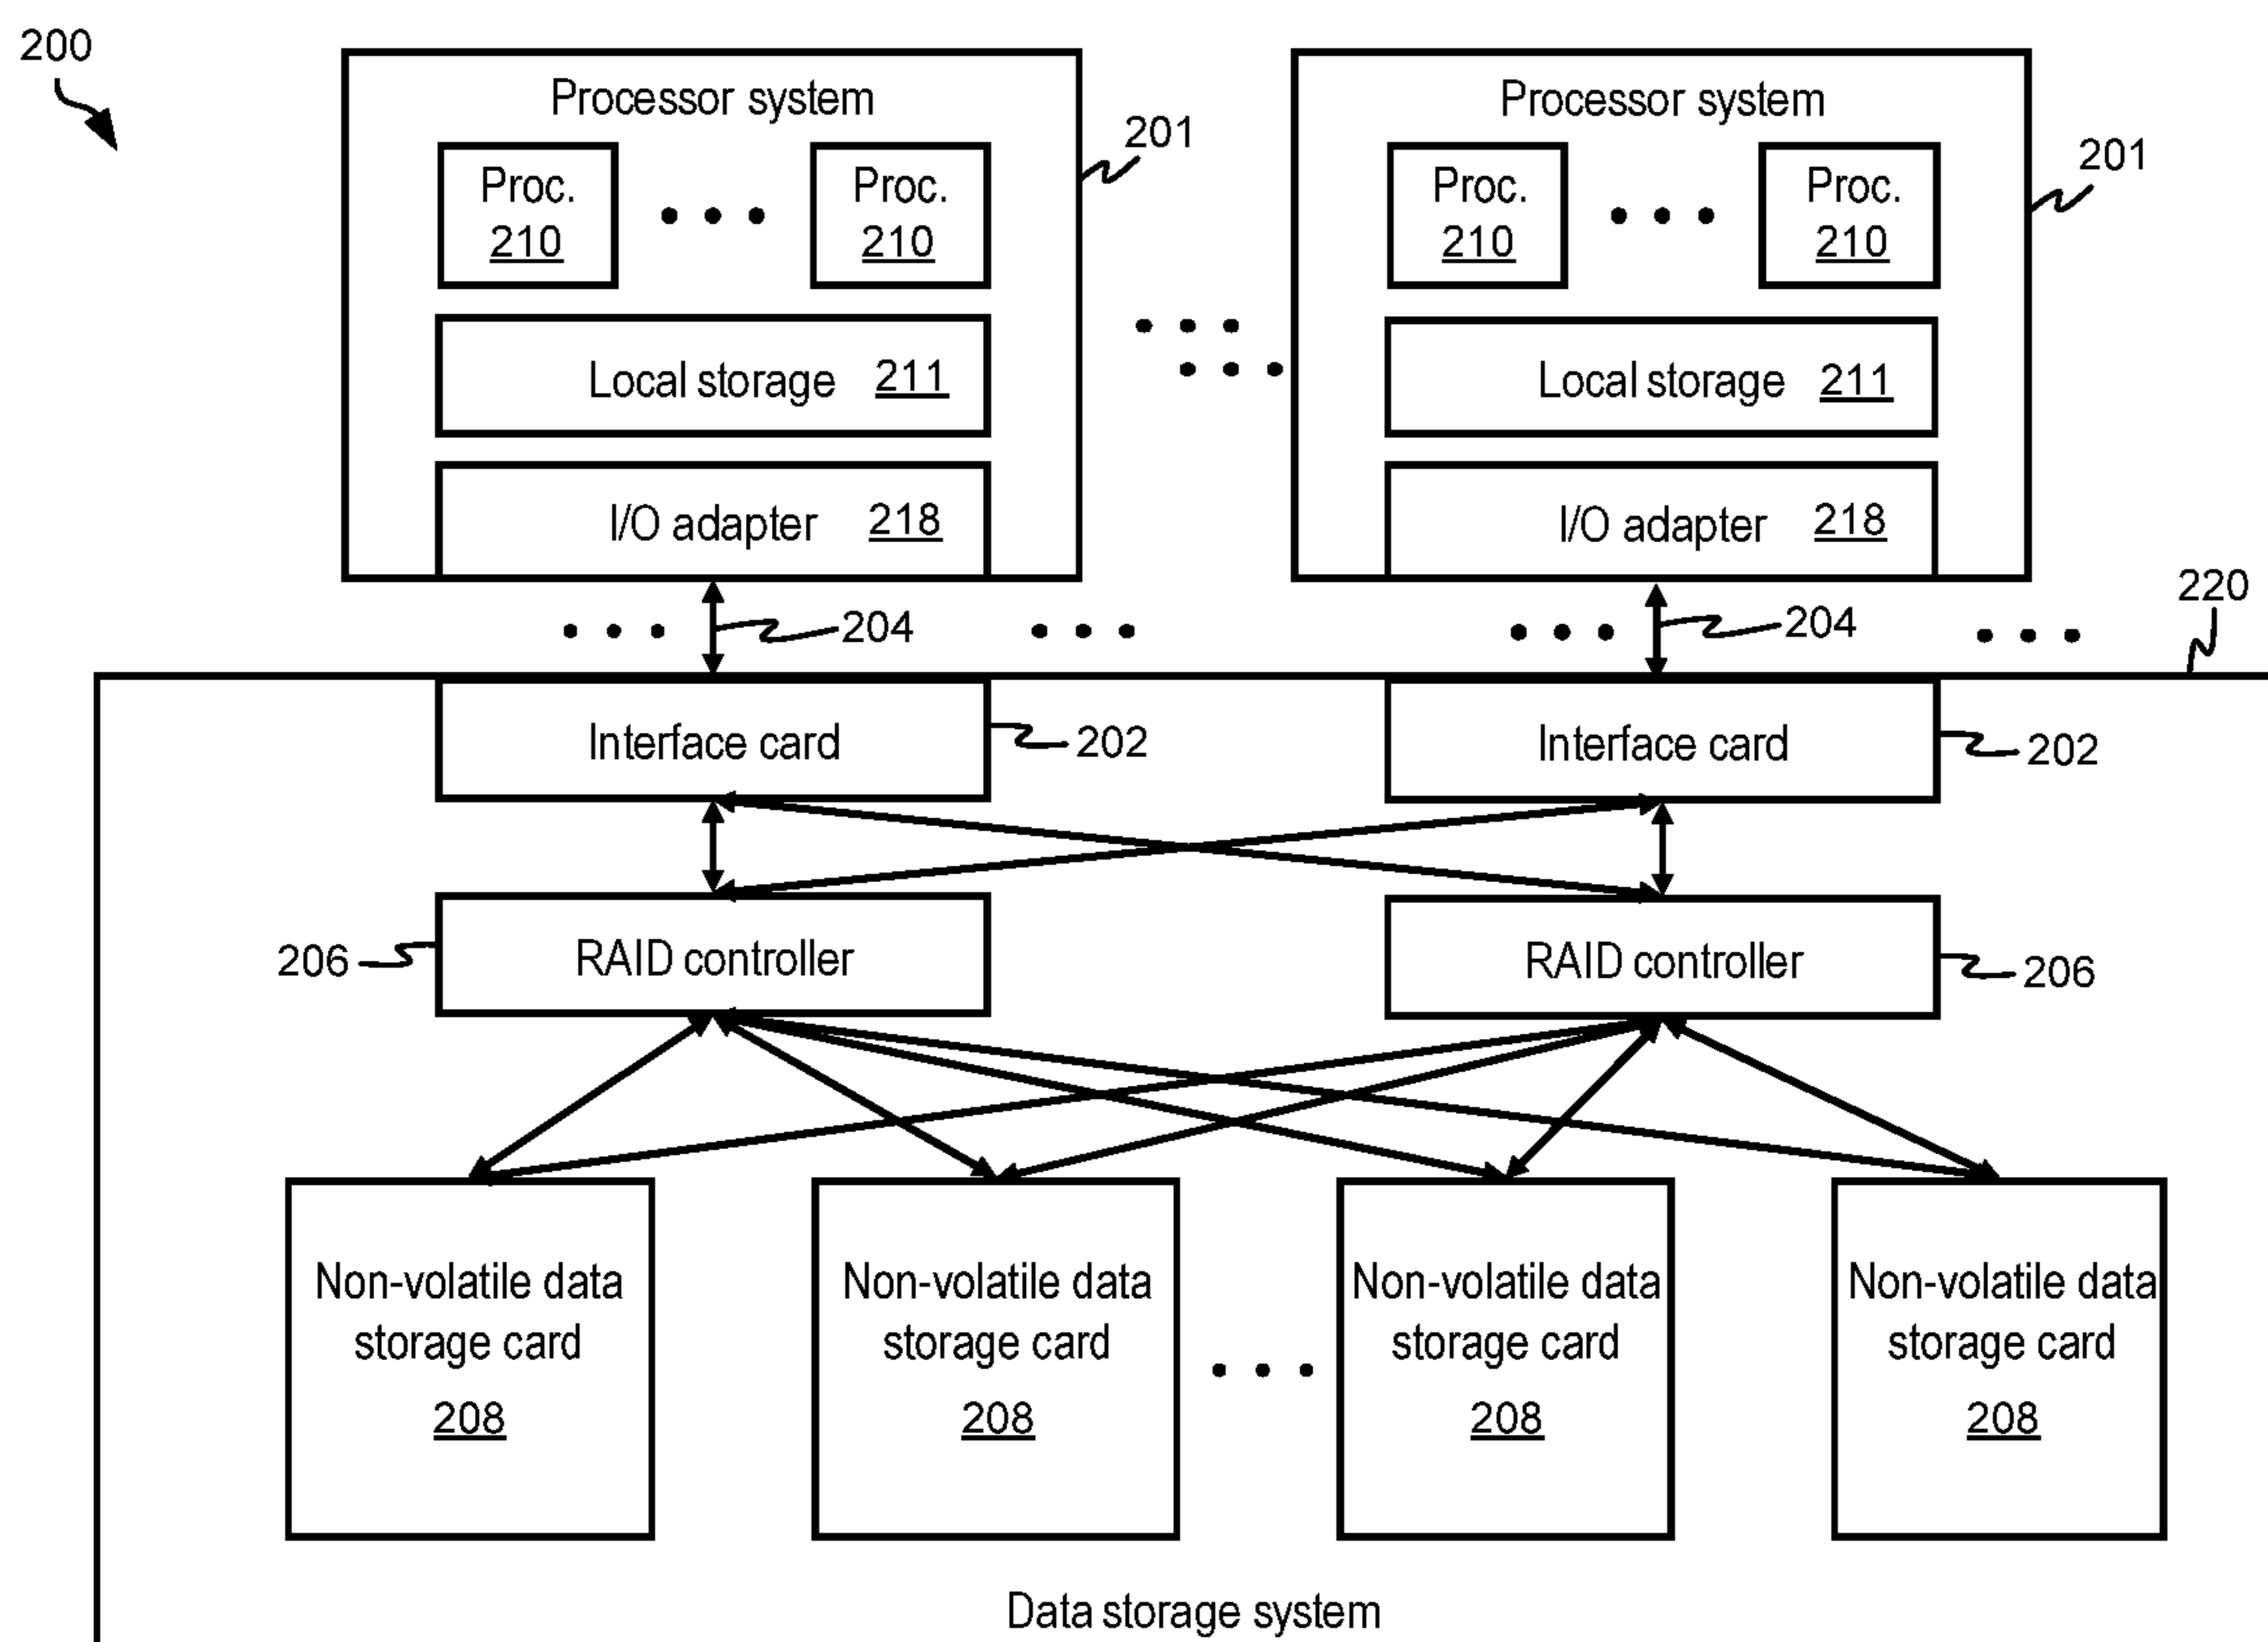 200
Processor system
Processor system
201
201
Proc.
210
Proc.
210
Proc.
210
Proc.
210
Local storage 211
Local storage 211
I/O adapter 218
I/O adapter 218
220
204
204
Interface card
202
Interface card
202
206
RAID controller
RAID controller
206
Non-volatile data
storage card
208
Non-volatile data
storage card
208
Non-volatile data
storage card
208
Non-volatile data
storage card
208
Data storage system